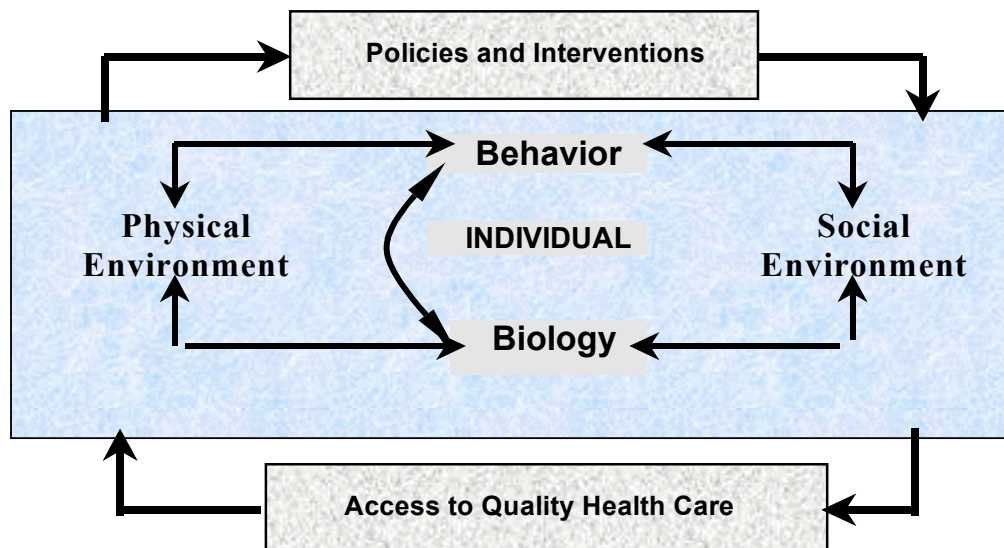 Policies and Interventions
Behavior
Physical
Environment
INDIVIDUAL
Social
Environment
Biology
Access to Quality Health Care